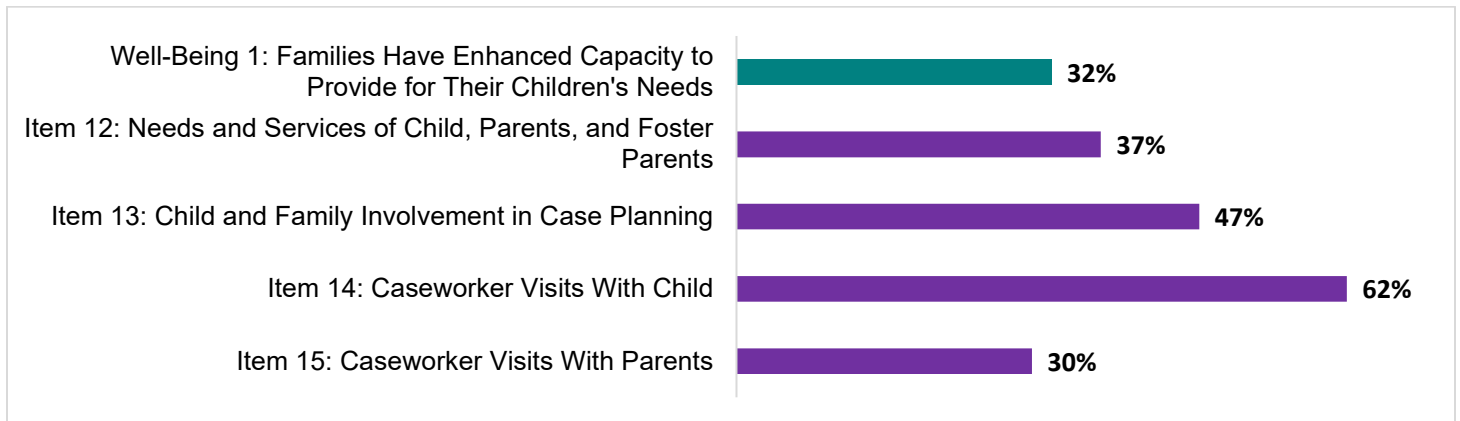 Well-Being 1: Families Have Enhanced Capacity to
Provide for Their Children's Needs
32%
Item 12: Needs and Services of Child, Parents, and Foster
Parents
37%
Item 13: Child and Family Involvement in Case Planning
47%
Item 14: Caseworker Visits With Child
62%
Item 15: Caseworker Visits With Parents
30%